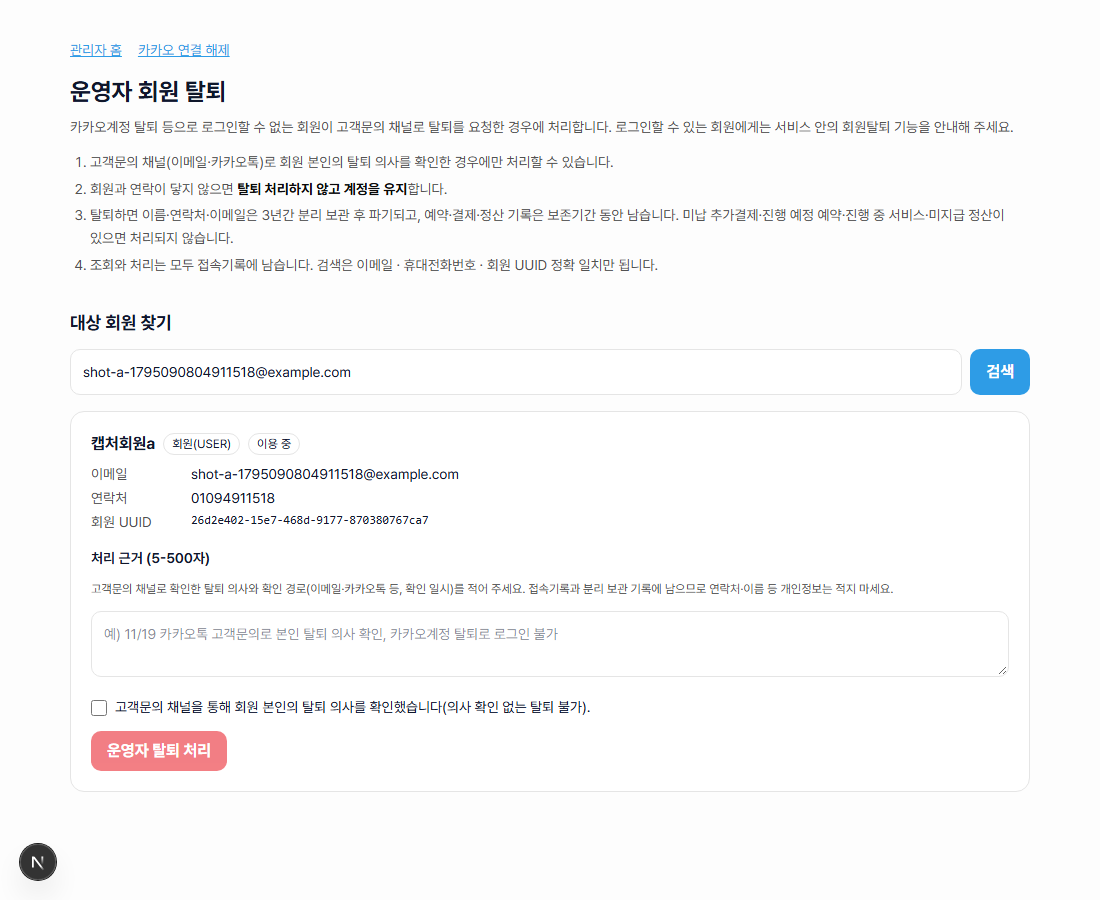 관리자 홈 카카오 연결 해제
운영자 회원 탈퇴
카카오계정 탈퇴 등으로 로그인할 수 없는 회원이 고객문의 채널로 탈퇴를 요청한 경우에 처리합니다. 로그인할 수 있는 회원에게는 서비스 안의 회원탈퇴 기능을 안내해 주세요.
1. 고객문의 채널(이메일·카카오톡)로 회원 본인의 탈퇴 의사를 확인한 경우에만 처리할 수 있습니다.
2. 회원과 연락이 닿지 않으면 탈퇴 처리하지 않고 계정을 유지합니다.
3. 탈퇴하면 이름·연락처·이메일은 3년간 분리 보관 후 파기되고, 예약·결제·정산 기록은 보존기간 동안 남습니다. 미납 추가결제·진행 예정 예약·진행 중 서비스·미지급 정산이
있으면 처리되지 않습니다.
4. 조회와 처리는 모두 접속기록에 남습니다. 검색은 이메일 · 휴대전화번호 · 회원 UUID 정확 일치만 됩니다.
대상 회원 찾기
shot-a-1795090804911518@example.com 검색
캡처회원a 회원(USER) 이용 중
이메일 shot-a-1795090804911518@example.com
연락처 01094911518
회원 UUID 26d2e402-15e7-468d-9177-870380767ca7
처리 근거 (5-500자)
고객문의 채널로 확인한 탈퇴 의사와 확인 경로(이메일·카카오톡 등, 확인 일시)를 적어 주세요. 접속기록과 분리 보관 기록에 남으므로 연락처·이름 등 개인정보는 적지 마세요.
예) 11/19 카카오톡 고객문의로 본인 탈퇴 의사 확인, 카카오계정 탈퇴로 로그인 불가
고객문의 채널을 통해 회원 본인의 탈퇴 의사를 확인했습니다(의사 확인 없는 탈퇴 불가).
운영자 탈퇴 처리
N